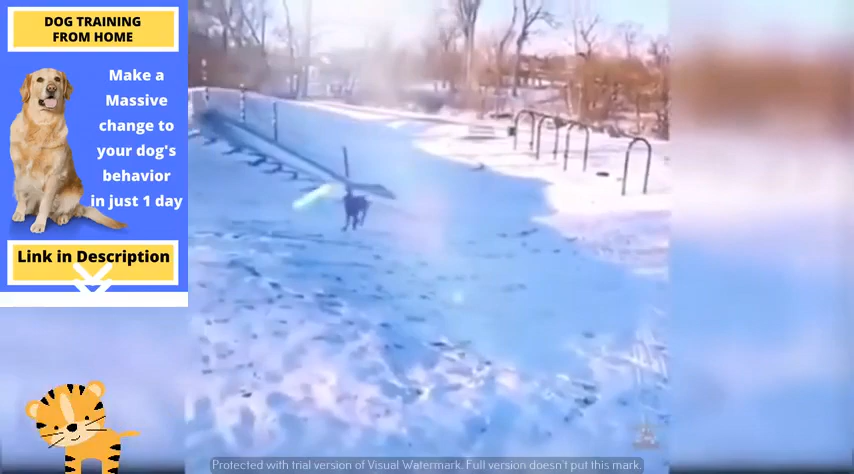 DOG TRAINING
FROM HOME
Make a
Massive
change to
your dog's
behavior
in just 1 day
Link in Description
Protected with trial version of Visual Watermark. Full version doesn't put this mark.